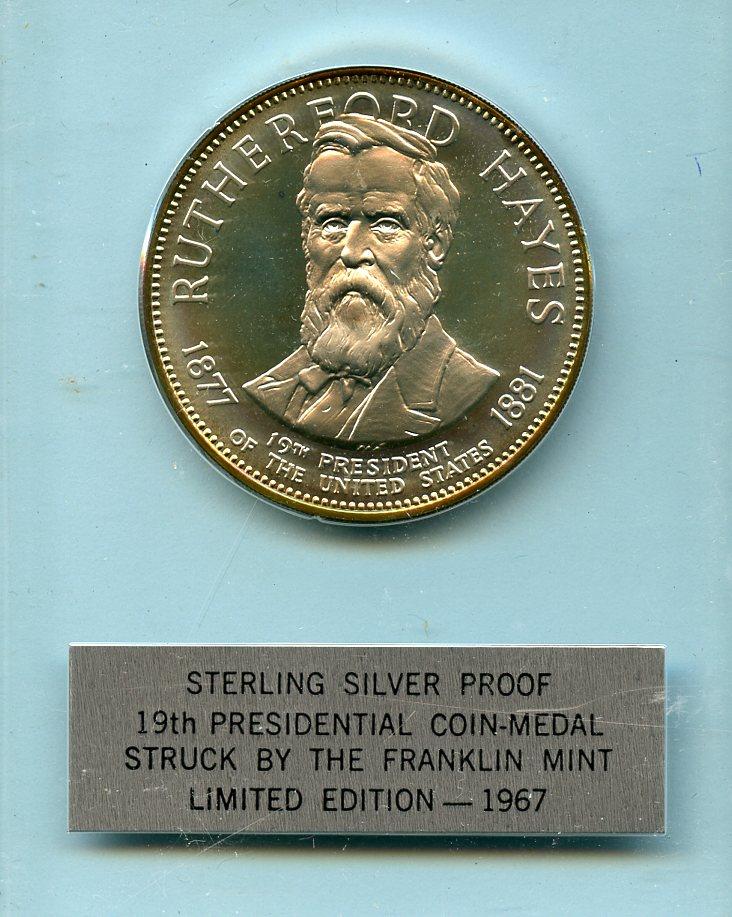 RUTHERFORD HAYES
1877
1881
19TH PRESIDENT
OF THE UNITED STATES
STERLING SILVER PROOF
19th PRESIDENTIAL COIN-MEDAL
STRUCK BY THE FRANKLIN MINT
LIMITED EDITION — 1967